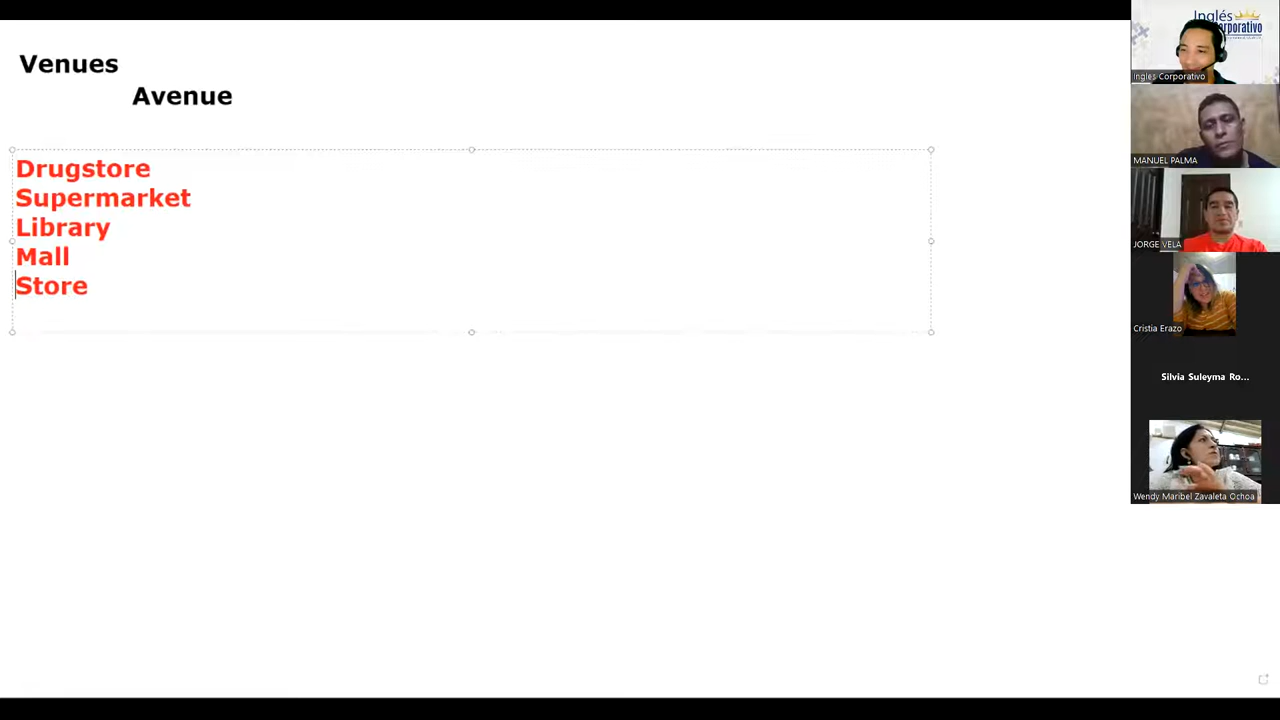 Venues
Avenue
Drugstore
Supermarket
Library
Mall
Store
Inglés
Corporativo
Ingles Corporativo
MANUEL PALMA
JORGE VELA
Cristia Erazo
Silvia Suleyma Ro...
Wendy Maribel Zavaleta Ochoa